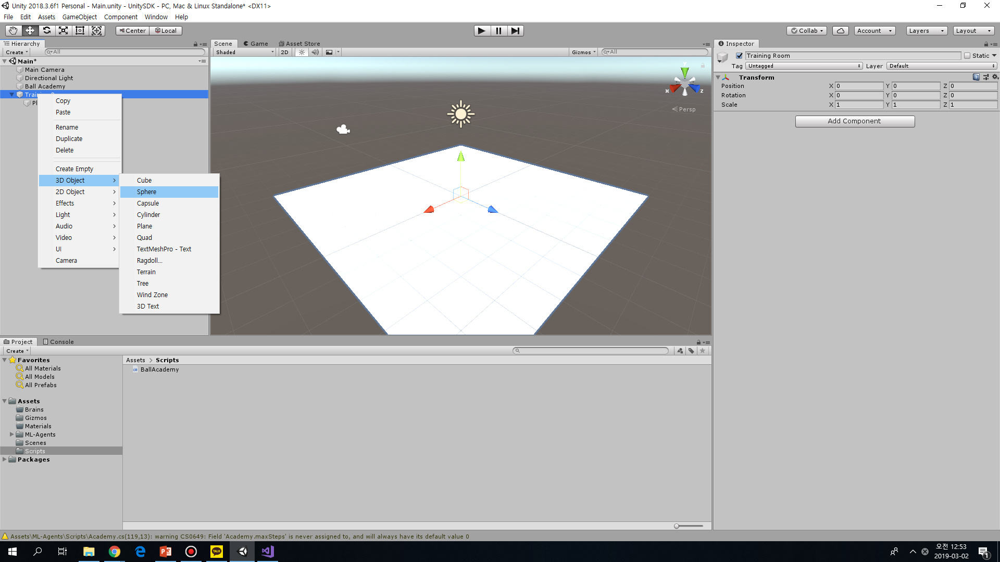 Unity 2018.3.6f1 Personal - Main.unity - UnitySDK - PC, Mac & Linux Standalone* <DX11>
File Edit Assets GameObject Component Window Help
Center Local
Collab Account Layers Layout
Hierarchy
Create All
Main*
Main Camera
Directional Light
Ball Academy
Copy
Paste
Rename
Duplicate
Delete
Create Empty
3D Object
2D Object
Effects
Light
Audio
Video
UI
Camera
Cube
Sphere
Capsule
Cylinder
Plane
Quad
TextMeshPro - Text
Ragdoll...
Terrain
Tree
Wind Zone
3D Text
Scene Game Asset Store
Shaded 2D Gizmos All
y
x z
Persp
Inspector
Training Room Static
Tag Untagged Layer Default
Transform
Position X 0 Y 0 Z 0
Rotation X 0 Y 0 Z 0
Scale X 1 Y 1 Z 1
Add Component
Project Console
Create
Favorites
All Materials
All Models
All Prefabs
Assets
Brains
Gizmos
Materials
ML-Agents
Scenes
Scripts
Packages
Assets > Scripts
BallAcademy
Assets\ML-Agents\Scripts\Academy.cs(119,13): warning CS0649: Field 'Academy.maxSteps' is never assigned to, and will always have its default value 0
TALK
오전 12:53
2019-03-02
1